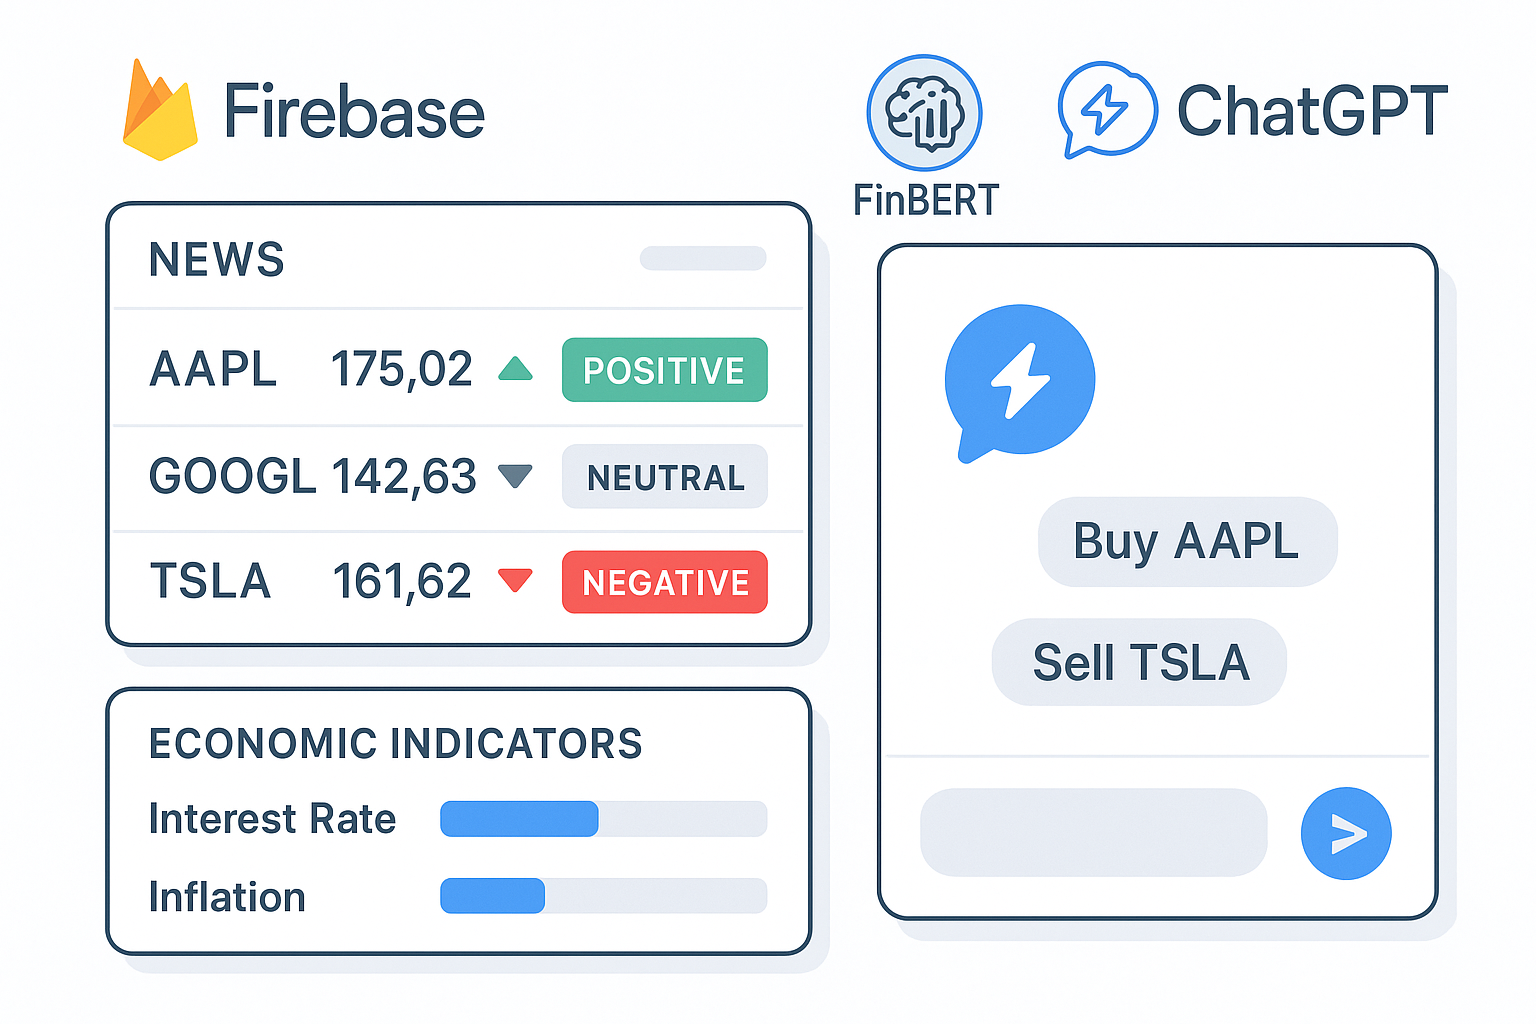 Firebase
NEWS
AAPL 175,02 POSITIVE
GOOGL 142,63 NEUTRAL
TSLA 161,62 NEGATIVE
ECONOMIC INDICATORS
Interest Rate
Inflation
FinBERT
ChatGPT
Buy AAPL
Sell TSLA